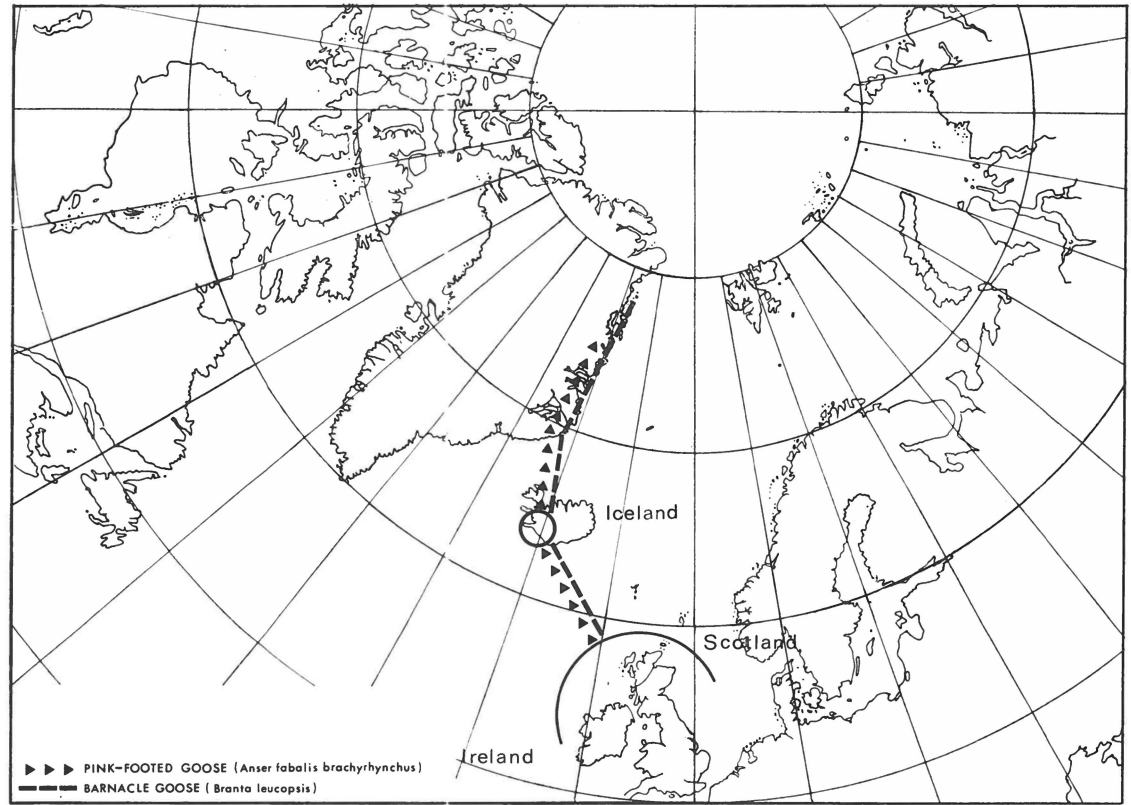 Iceland
Scotland
Ireland
PINK-FOOTED GOOSE (Anser fabalis brachyrhynchus)
BARNACLE GOOSE (Branta leucopsis)